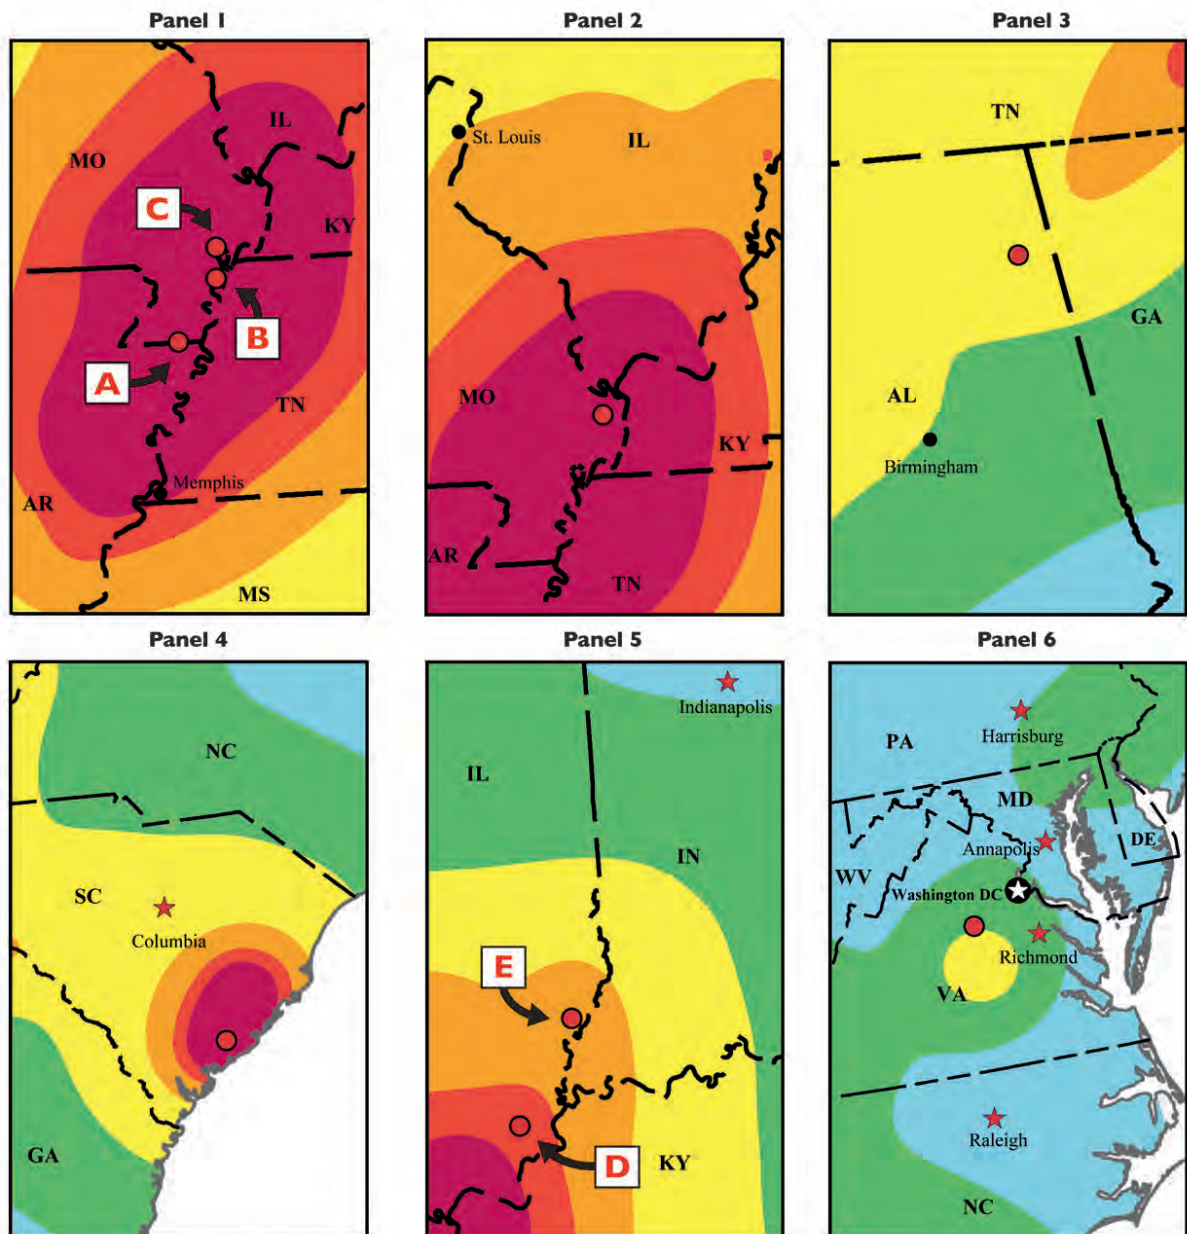 Panel 1
Panel 2
Panel 3
IL
MO
C
KY
B
A
TN
Memphis
AR
MS
St. Louis
IL
MO
KY
AR
TN
TN
GA
AL
Birmingham
Panel 4
Panel 5
Panel 6
NC
SC
Columbia
GA
Indianapolis
IL
IN
E
D
KY
PA
Harrisburg
MD
Annapolis
DE
WV
Washington DC
Richmond
VA
Raleigh
NC